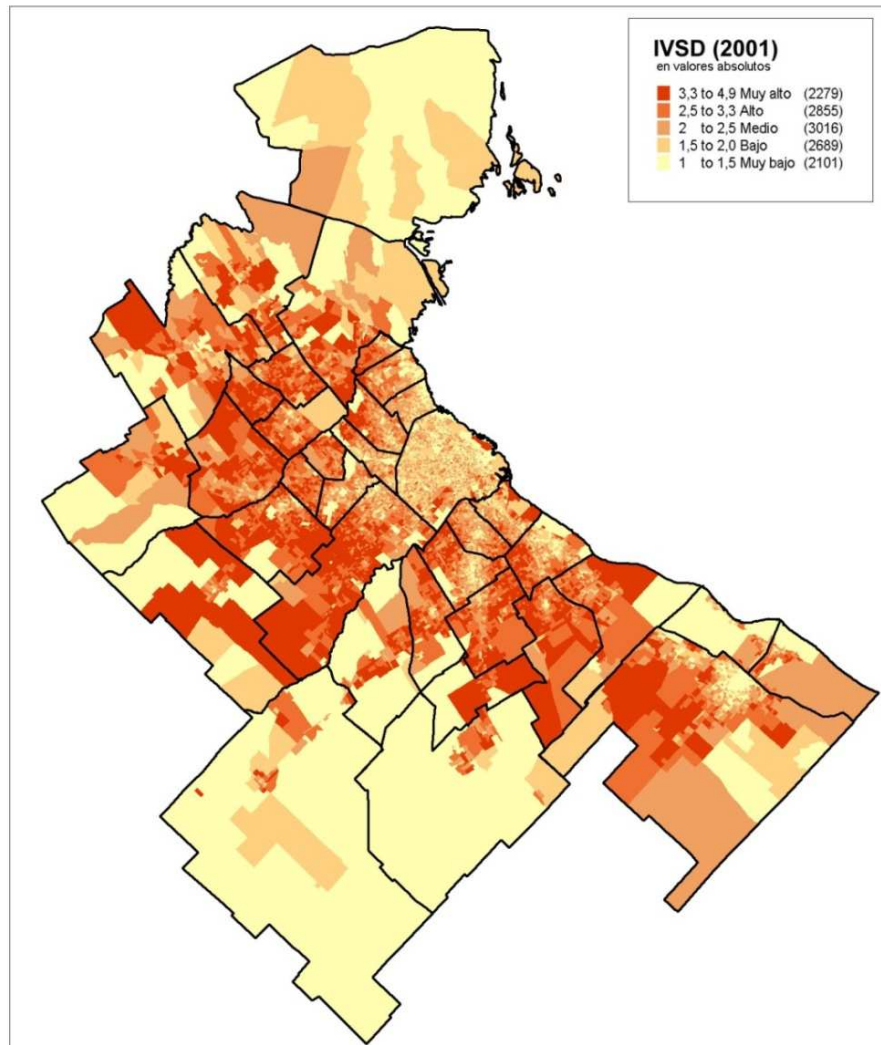 IVSD (2001)
en valores absolutos
3,3 to 4,9 Muy alto (2279)
2,5 to 3,3 Alto (2855)
2 to 2,5 Medio (3016)
1,5 to 2,0 Bajo (2689)
1 to 1,5 Muy bajo (2101)